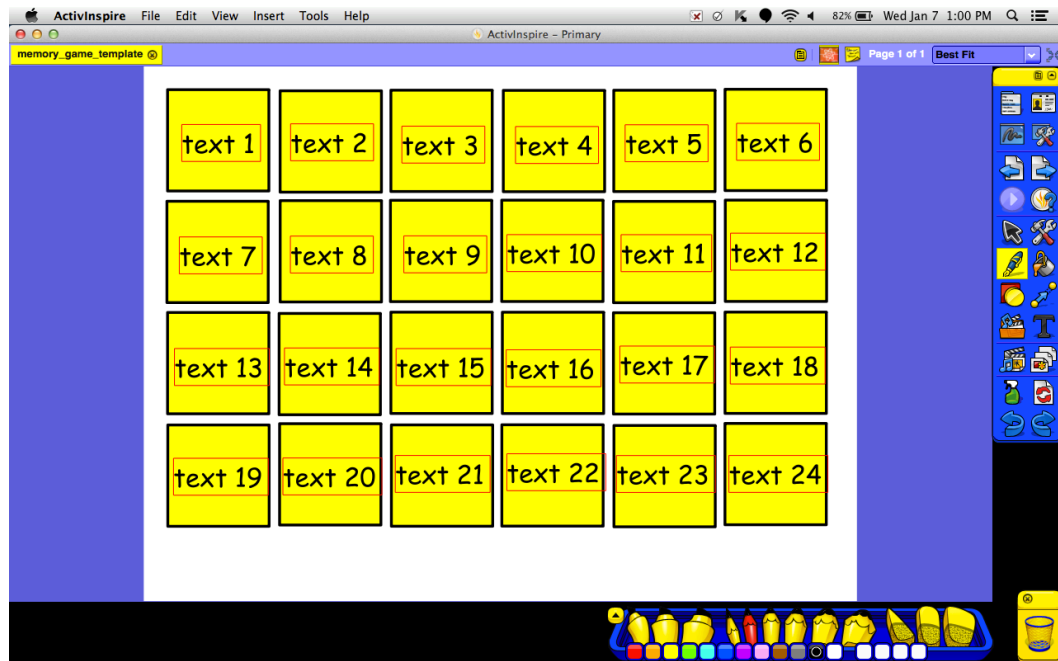 ActivInspire File Edit View Insert Tools Help 82% Wed Jan 7 1:00 PM
ActivInspire – Primary
memory_game_template Page 1 of 1 Best Fit
text 1 text 2 text 3 text 4 text 5 text 6
text 7 text 8 text 9 text 10 text 11 text 12
text 13 text 14 text 15 text 16 text 17 text 18
text 19 text 20 text 21 text 22 text 23 text 24